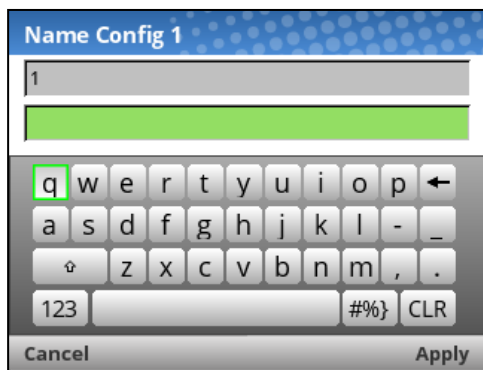 Name Config 1
1
q w e r t y u i o p ←
a s d f g h j k l - _
⇧ z x c v b n m , .
123 #%} CLR
Cancel Apply